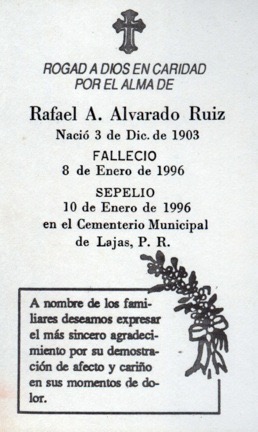 ROGAD A DIOS EN CARIDAD
POR EL ALMA DE
Rafael A. Alvarado Ruiz
Nació 3 de Dic. de 1903
FALLECIO
8 de Enero de 1996
SEPELIO
10 de Enero de 1996
en el Cementerio Municipal
de Lajas, P. R.
A nombre de los fami-
liares deseamos expresar
el más sincero agradeci-
miento por su demostra-
ción de afecto y cariño
en sus momentos de do-
lor.